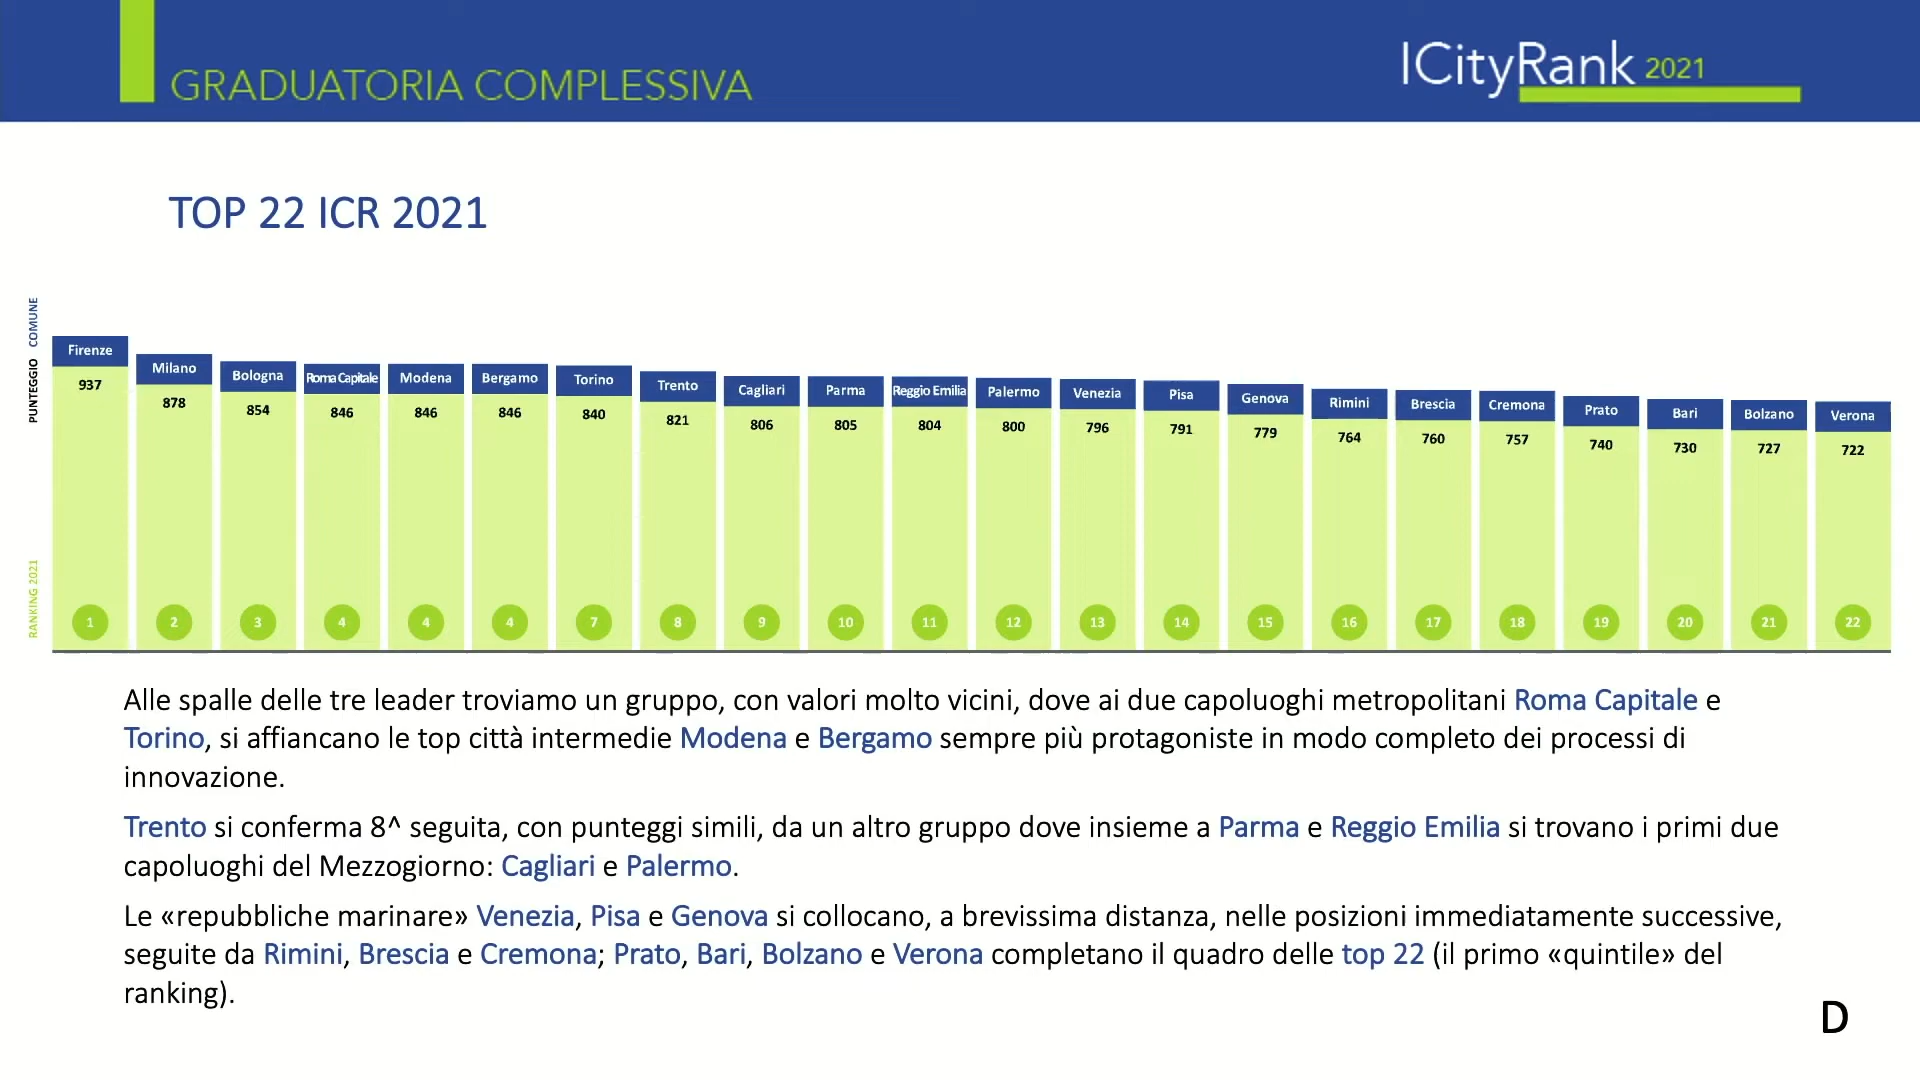 GRADUATORIA COMPLESSIVA
ICityRank 2021
TOP 22 ICR 2021
COMUNE
PUNTEGGIO
RANKING 2021
Firenze Milano Bologna Roma Capitale Modena Bergamo Torino Trento Cagliari Parma Reggio Emilia Palermo Venezia Pisa Genova Rimini Brescia Cremona Prato Bari Bolzano Verona
937 878 854 846 846 846 840 821 806 805 804 800 796 791 779 764 760 757 740 730 727 722
1 2 3 4 4 4 7 8 9 10 11 12 13 14 15 16 17 18 19 20 21 22
Alle spalle delle tre leader troviamo un gruppo, con valori molto vicini, dove ai due capoluoghi metropolitani Roma Capitale e
Torino, si affiancano le top città intermedie Modena e Bergamo sempre più protagoniste in modo completo dei processi di
innovazione.
Trento si conferma 8^ seguita, con punteggi simili, da un altro gruppo dove insieme a Parma e Reggio Emilia si trovano i primi due
capoluoghi del Mezzogiorno: Cagliari e Palermo.
Le «repubbliche marinare» Venezia, Pisa e Genova si collocano, a brevissima distanza, nelle posizioni immediatamente successive,
seguite da Rimini, Brescia e Cremona; Prato, Bari, Bolzano e Verona completano il quadro delle top 22 (il primo «quintile» del
ranking).
D